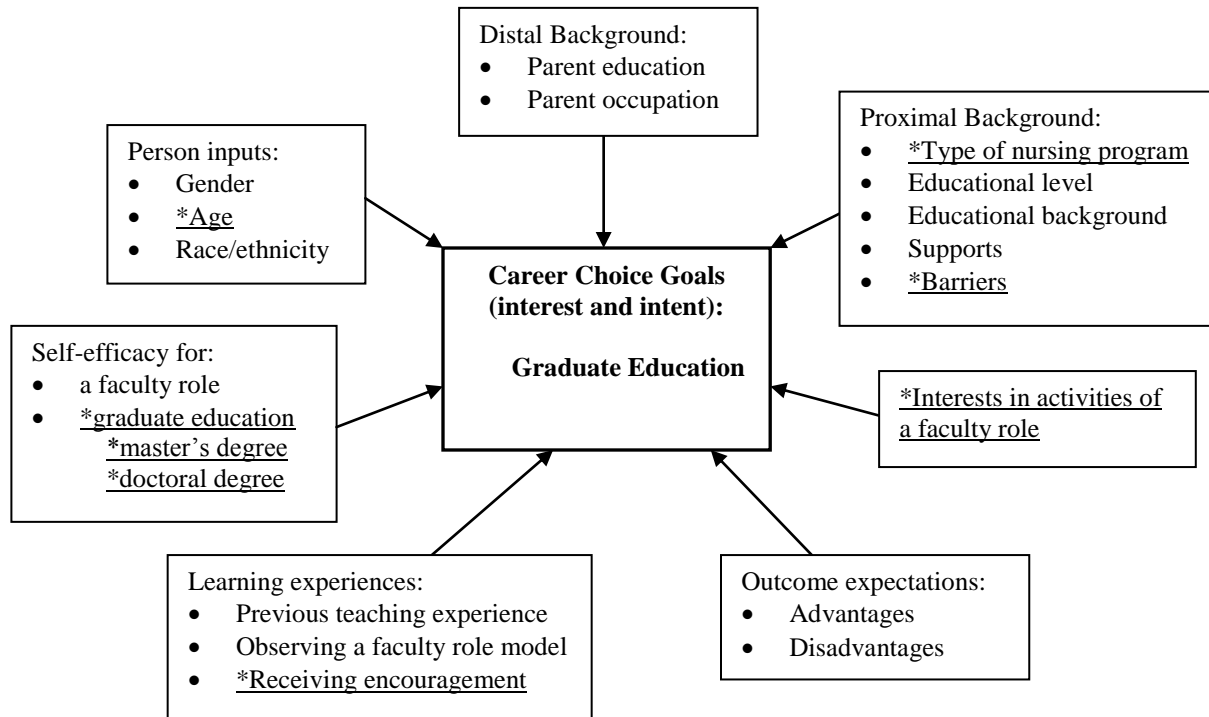 Distal Background:
• Parent education
• Parent occupation
Person inputs:
• Gender
• *Age
• Race/ethnicity
Proximal Background:
• *Type of nursing program
• Educational level
• Educational background
• Supports
• *Barriers
Career Choice Goals
(interest and intent):
Graduate Education
Self-efficacy for:
• a faculty role
• *graduate education
*master's degree
*doctoral degree
*Interests in activities of
a faculty role
Learning experiences:
• Previous teaching experience
• Observing a faculty role model
• *Receiving encouragement
Outcome expectations:
• Advantages
• Disadvantages